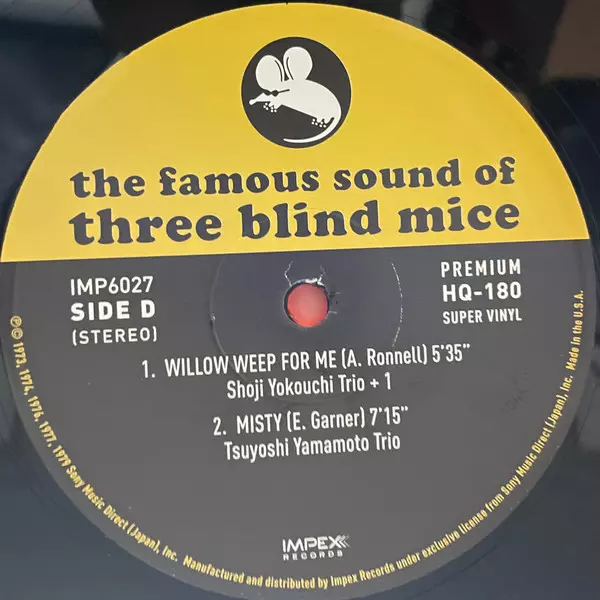 the famous sound of
three blind mice
IMP6027
SIDE D
(STEREO)
PREMIUM
HQ-180
SUPER VINYL
1. WILLOW WEEP FOR ME (A. Ronnell) 5'35"
Shoji Yokouchi Trio + 1
2. MISTY (E. Garner) 7'15"
Tsuyoshi Yamamoto Trio
IMPEX
RECORDS
℗© 1973, 1974, 1976, 1977, 1979 Sony Music Direct (Japan), Inc. Manufactured and distributed by Impex Records under exclusive license from Sony Music Direct (Japan), Inc. Made in the U.S.A.